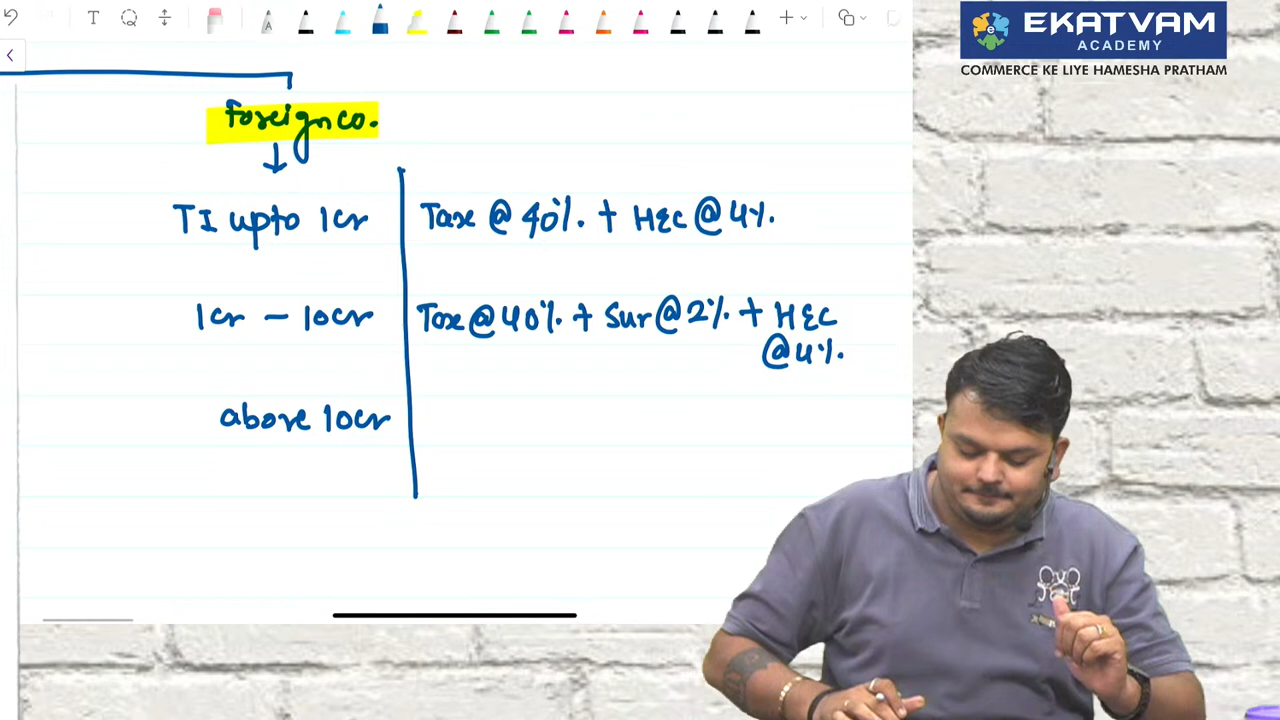 EKATVAM
ACADEMY
COMMERCE KE LIYE HAMESHA PRATHAM
Foreign co.
TI upto 1cr
Tax @ 40% + HEC @ 4%
1cr - 10cr
Tax @ 40% + Sur @ 2% + HEC
@ 4%.
above 10cr